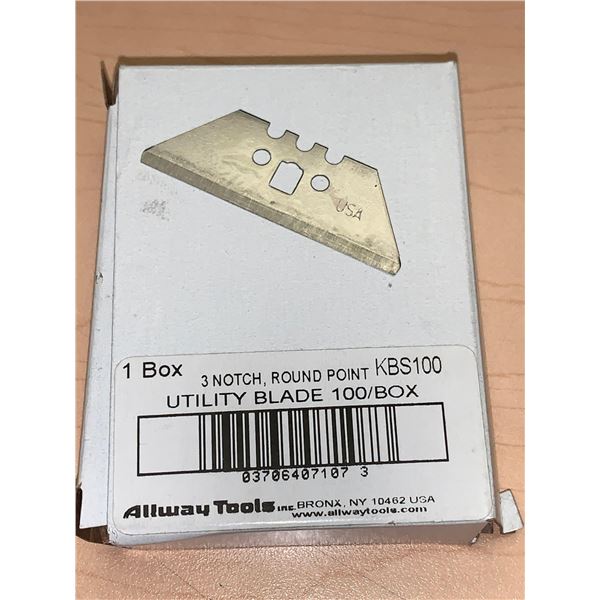 USA
1 Box 3 NOTCH, ROUND POINT KBS100
UTILITY BLADE 100/BOX
03706407107 3
Allway Tools INC. BRONX, NY 10462 USA
www.allwaytools.com